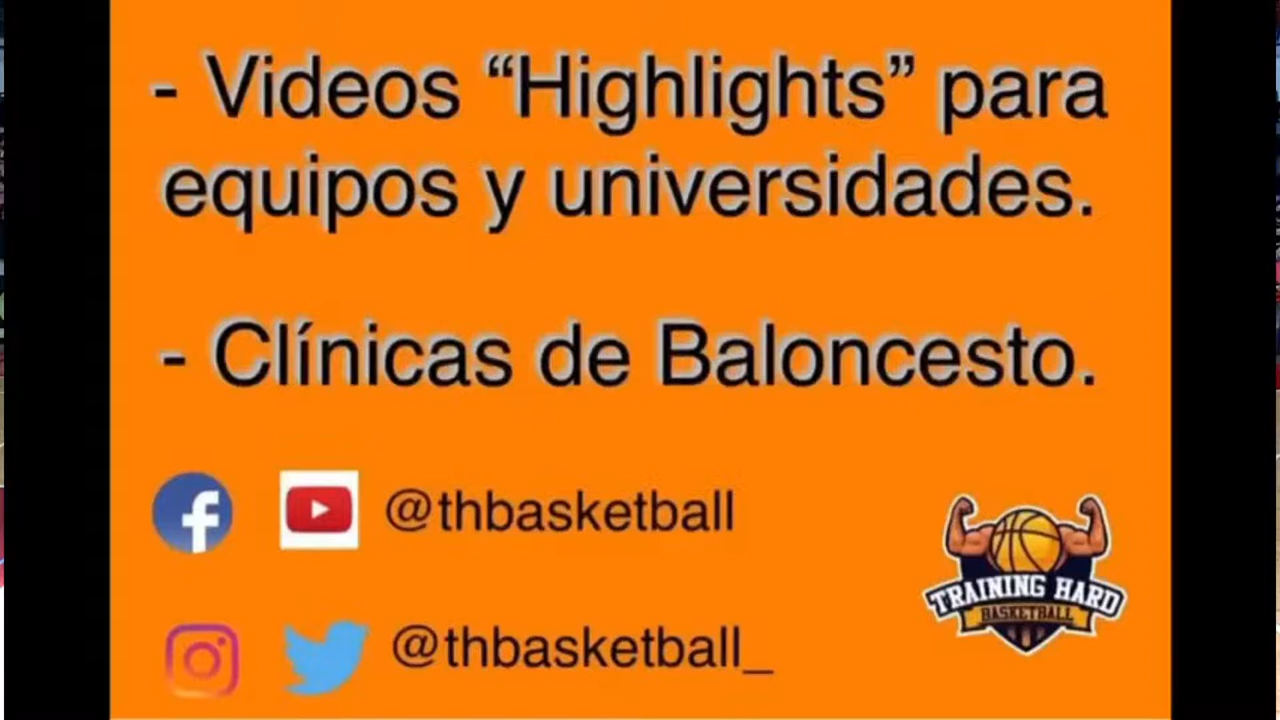 - Videos “Highlights” para
equipos y universidades.
- Clínicas de Baloncesto.
@thbasketball
@thbasketball_
TRAINING HARD
BASKETBALL